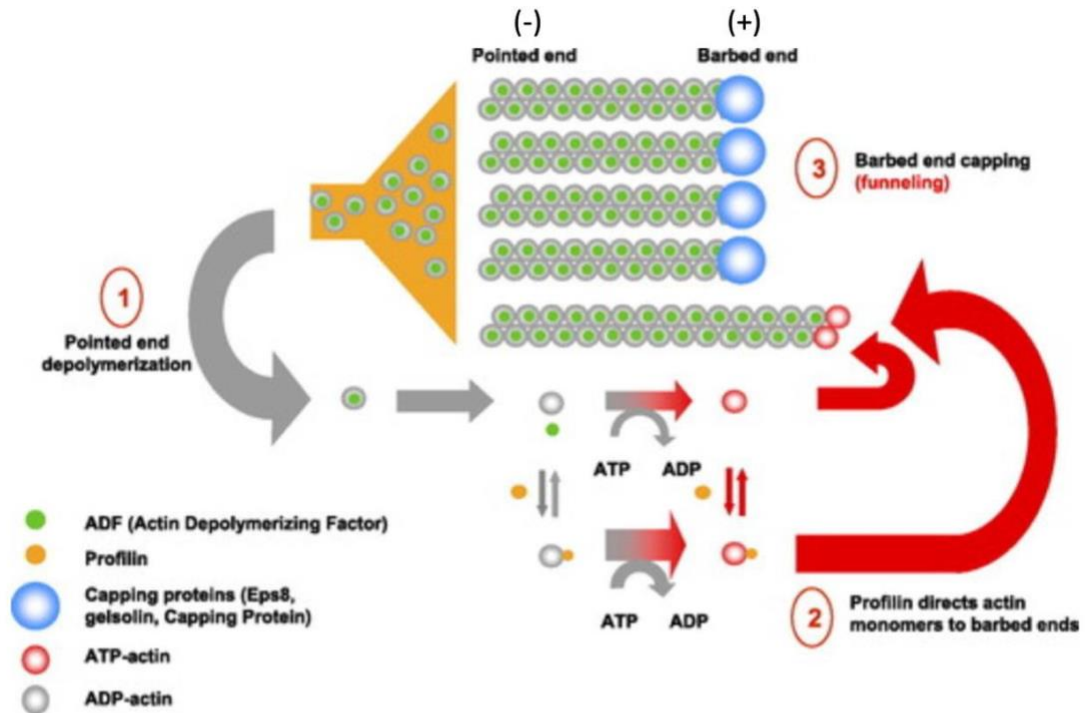 (-)
(+)
Pointed end
Barbed end
3
Barbed end capping
(funneling)
1
Pointed end
depolymerization
ATP
ADP
ATP
ADP
2
Profilin directs actin
monomers to barbed ends
ADF (Actin Depolymerizing Factor)
Profilin
Capping proteins (Eps8,
gelsolin, Capping Protein)
ATP-actin
ADP-actin